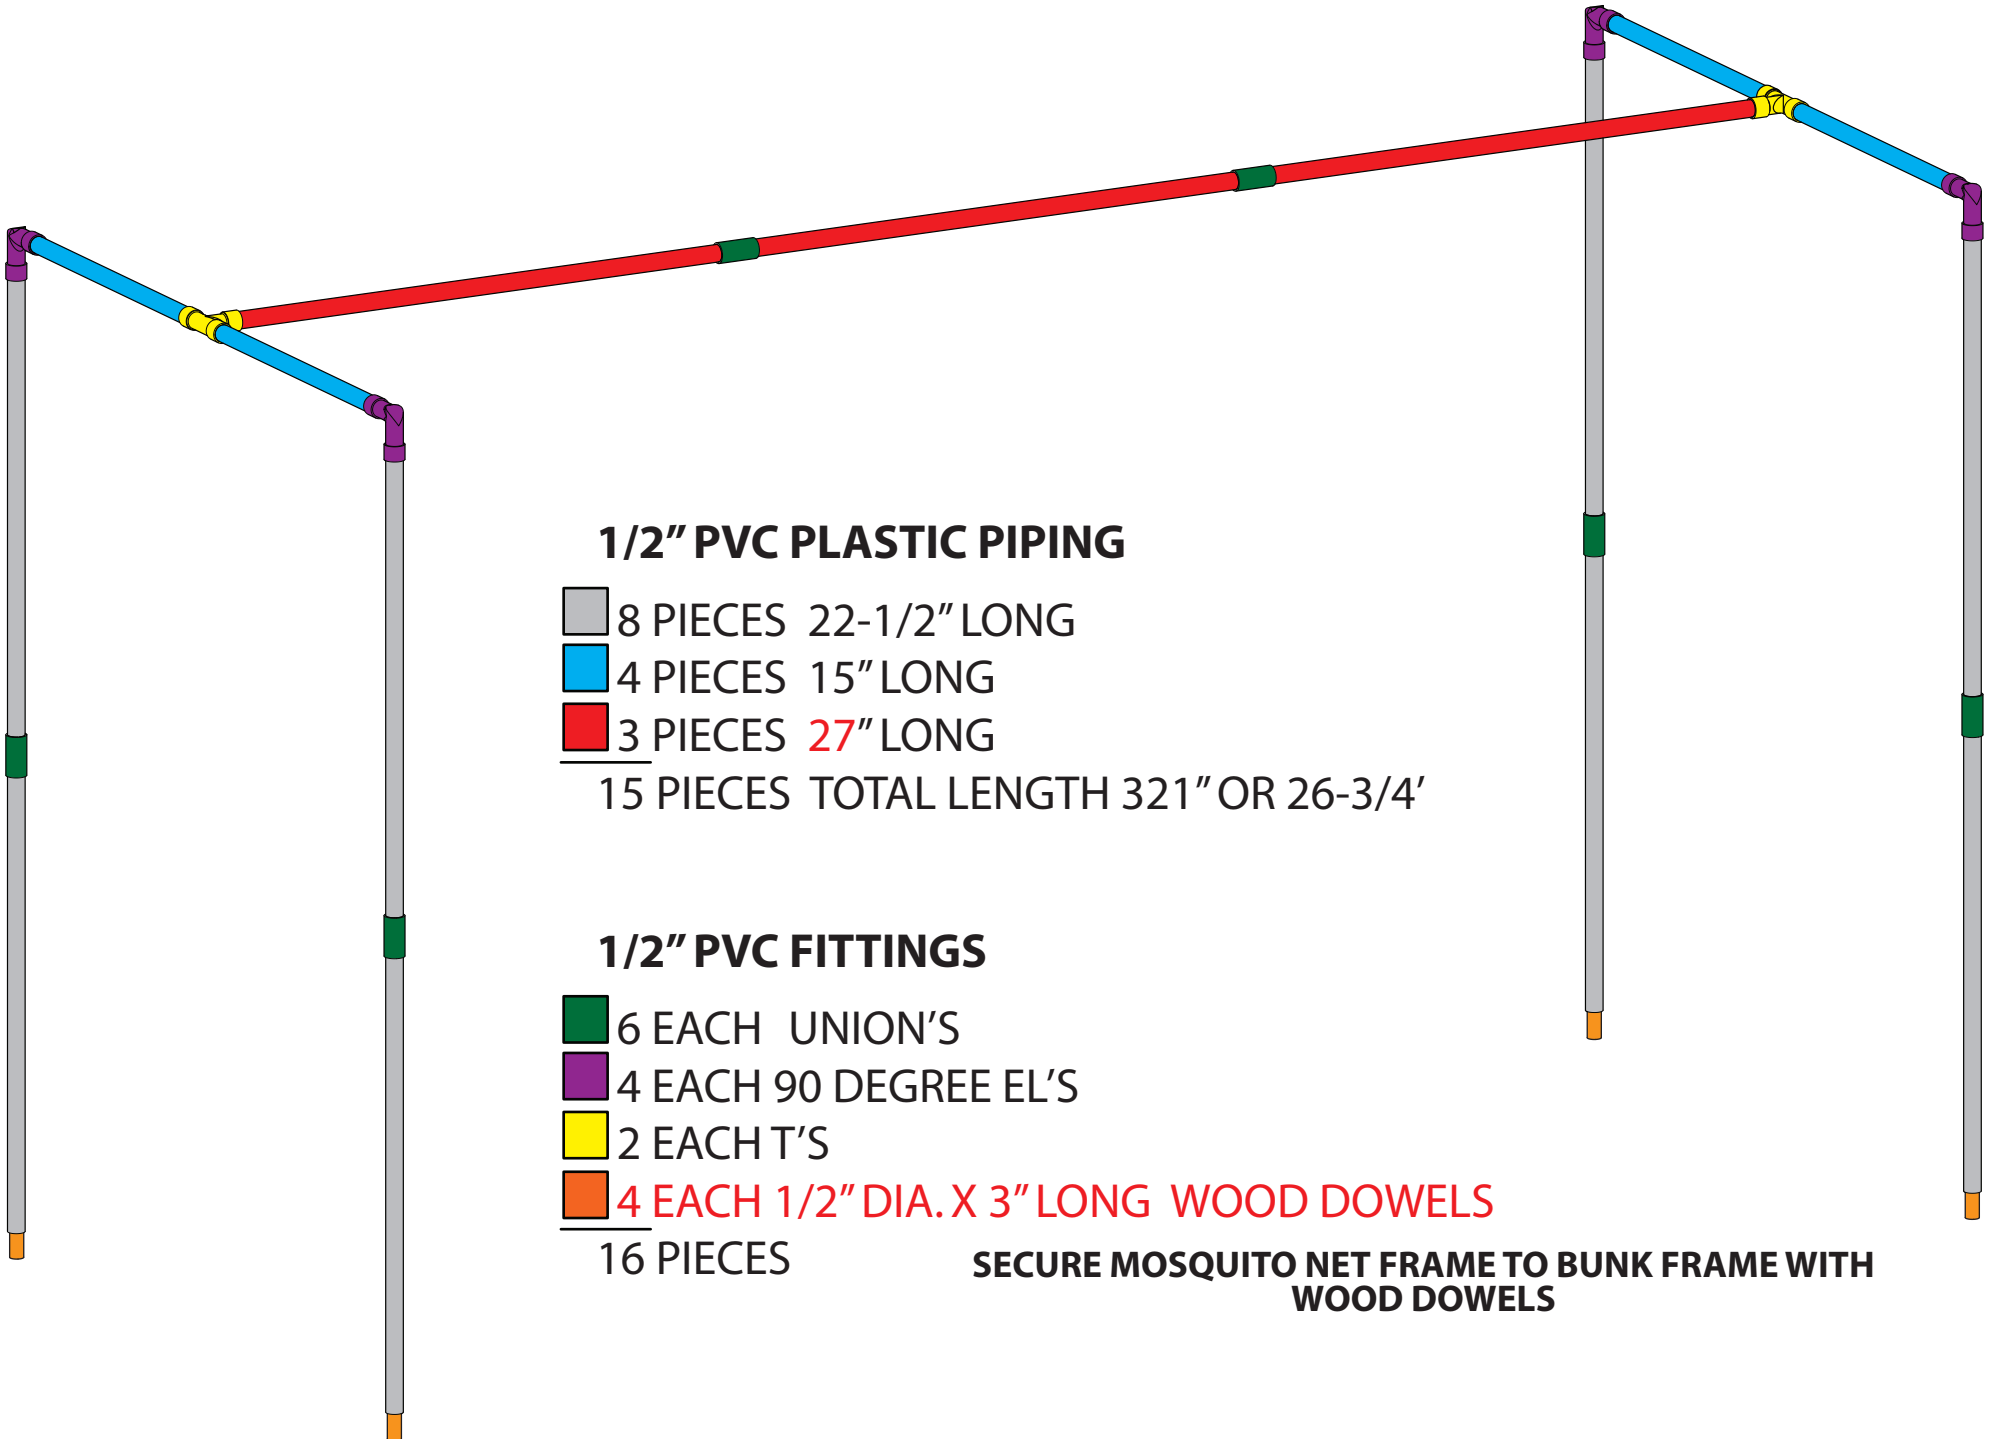 1/2” PVC PLASTIC PIPING
8 PIECES 22-1/2” LONG
4 PIECES 15” LONG
3 PIECES 27” LONG
15 PIECES TOTAL LENGTH 321” OR 26-3/4’
1/2” PVC FITTINGS
6 EACH UNION’S
4 EACH 90 DEGREE EL’S
2 EACH T’S
4 EACH 1/2” DIA. X 3” LONG WOOD DOWELS
16 PIECES
SECURE MOSQUITO NET FRAME TO BUNK FRAME WITH
WOOD DOWELS